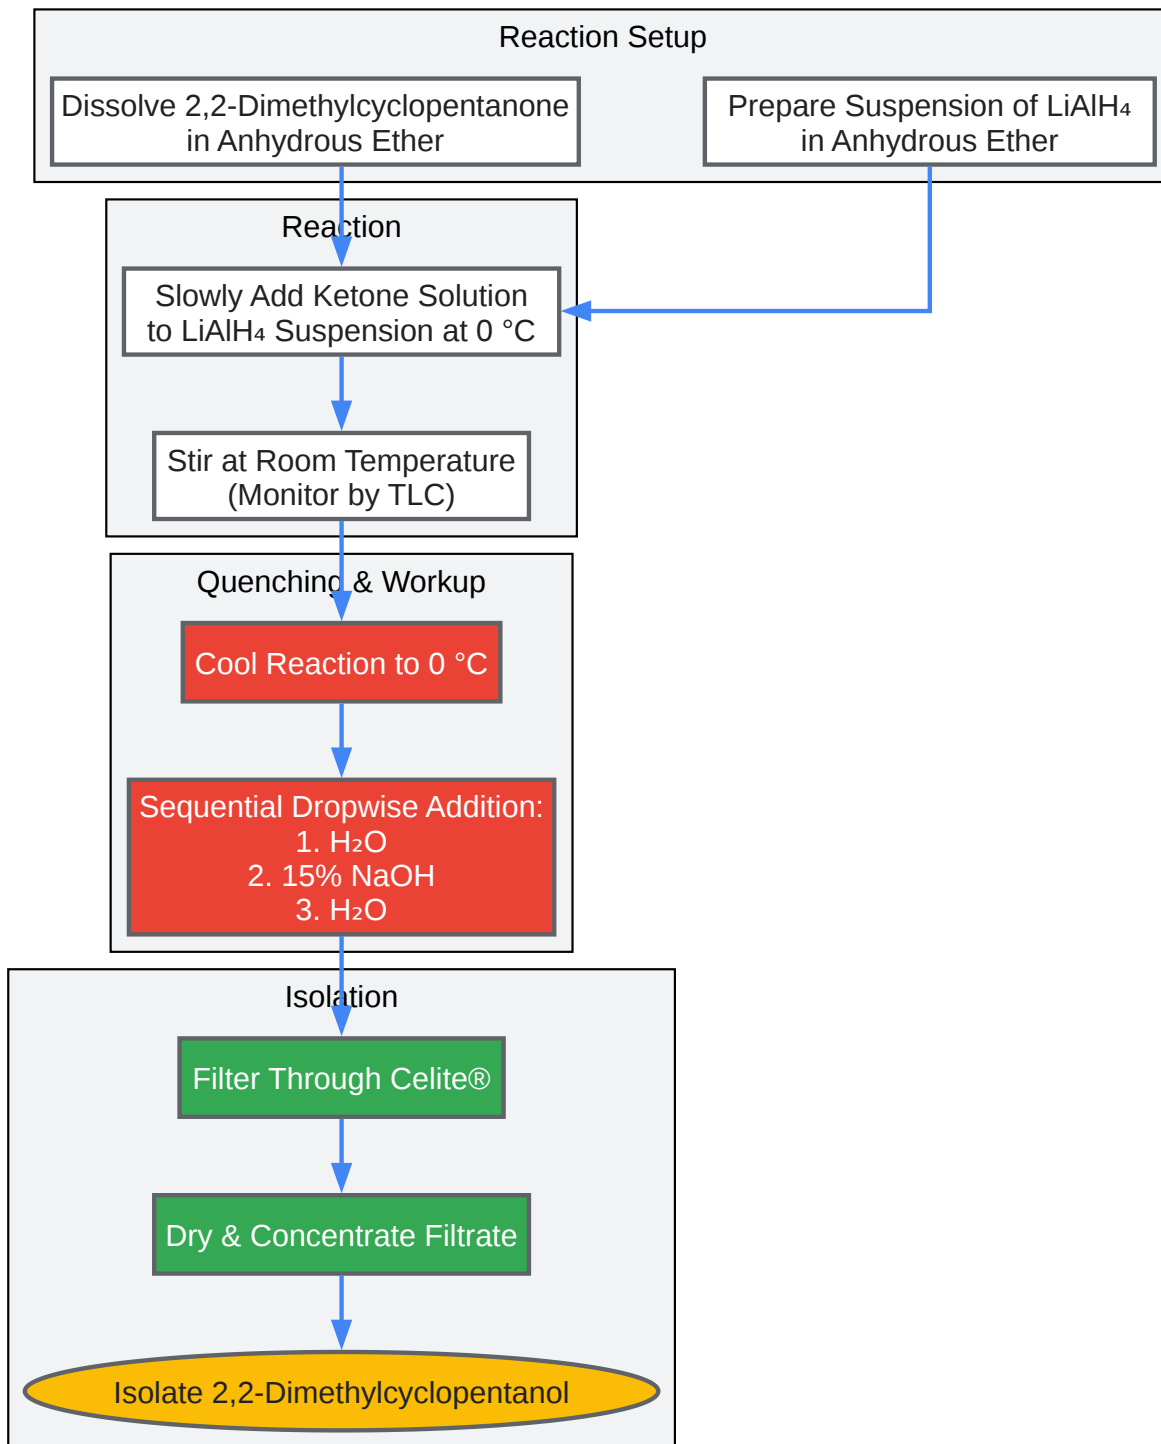 Reaction Setup
Dissolve 2,2-Dimethylcyclopentanone
in Anhydrous Ether
Prepare Suspension of LiAlH₄
in Anhydrous Ether
Reaction
Slowly Add Ketone Solution
to LiAlH₄ Suspension at 0 °C
Stir at Room Temperature
(Monitor by TLC)
Quenching & Workup
Cool Reaction to 0 °C
Sequential Dropwise Addition:
1. H₂O
2. 15% NaOH
3. H₂O
Isolation
Filter Through Celite®
Dry & Concentrate Filtrate
Isolate 2,2-Dimethylcyclopentanol